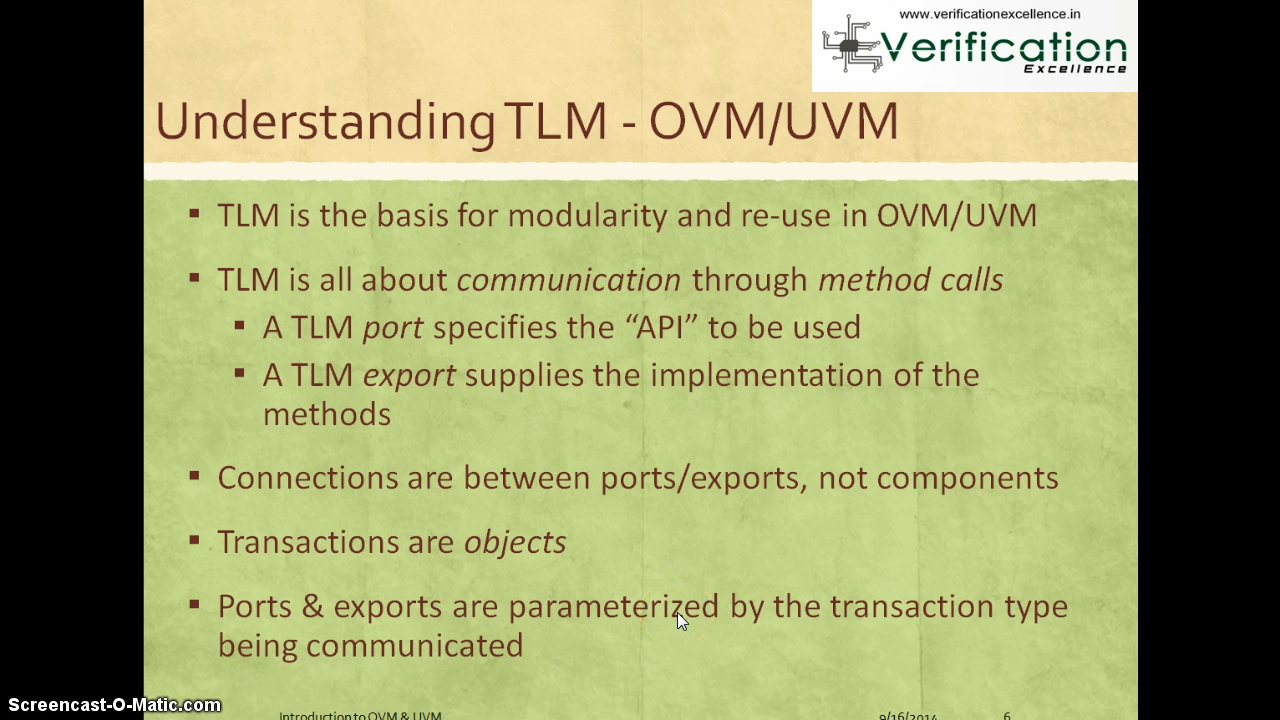 www.verificationexcellence.in
Verification
Excellence
Understanding TLM - OVM/UVM
▪ TLM is the basis for modularity and re-use in OVM/UVM
▪ TLM is all about communication through method calls
▪ A TLM port specifies the “API” to be used
▪ A TLM export supplies the implementation of the
methods
▪ Connections are between ports/exports, not components
▪ Transactions are objects
▪ Ports & exports are parameterized by the transaction type
being communicated
Screencast-O-Matic.com
Introduction to OVM & UVM 9/16/2014 6